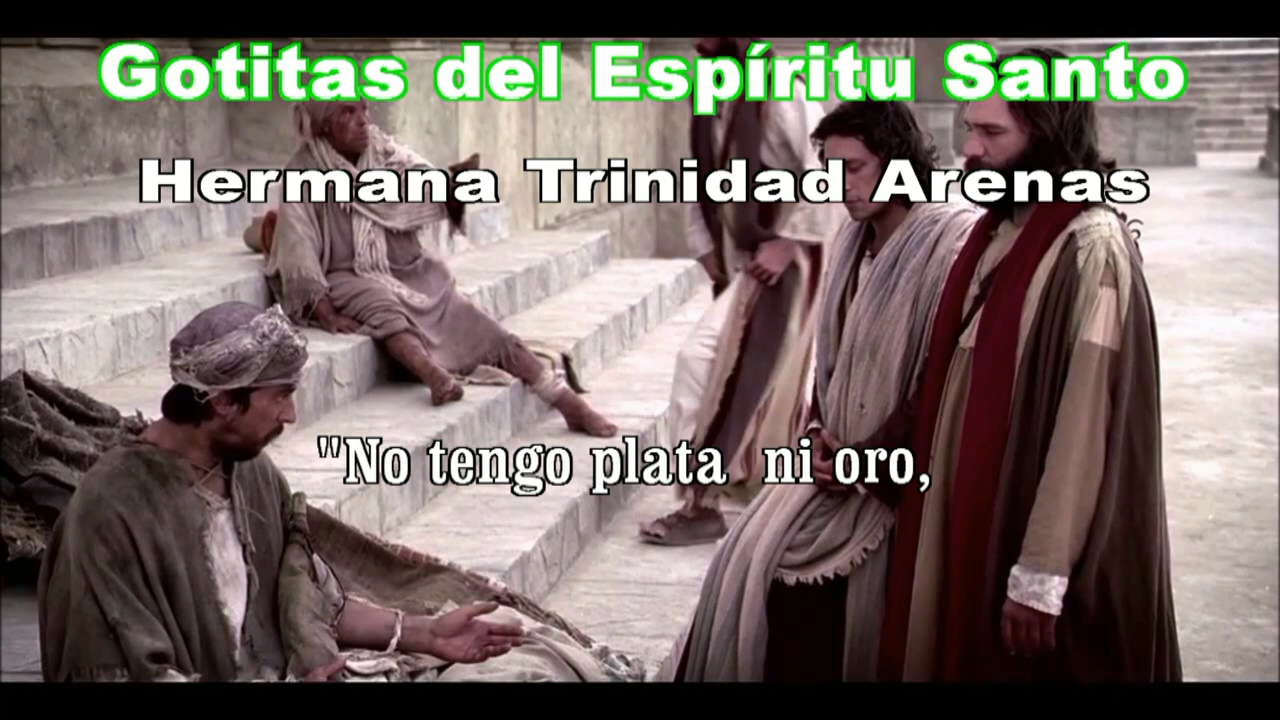 Gotitas del Espíritu Santo
Hermana Trinidad Arenas
"No tengo plata ni oro,